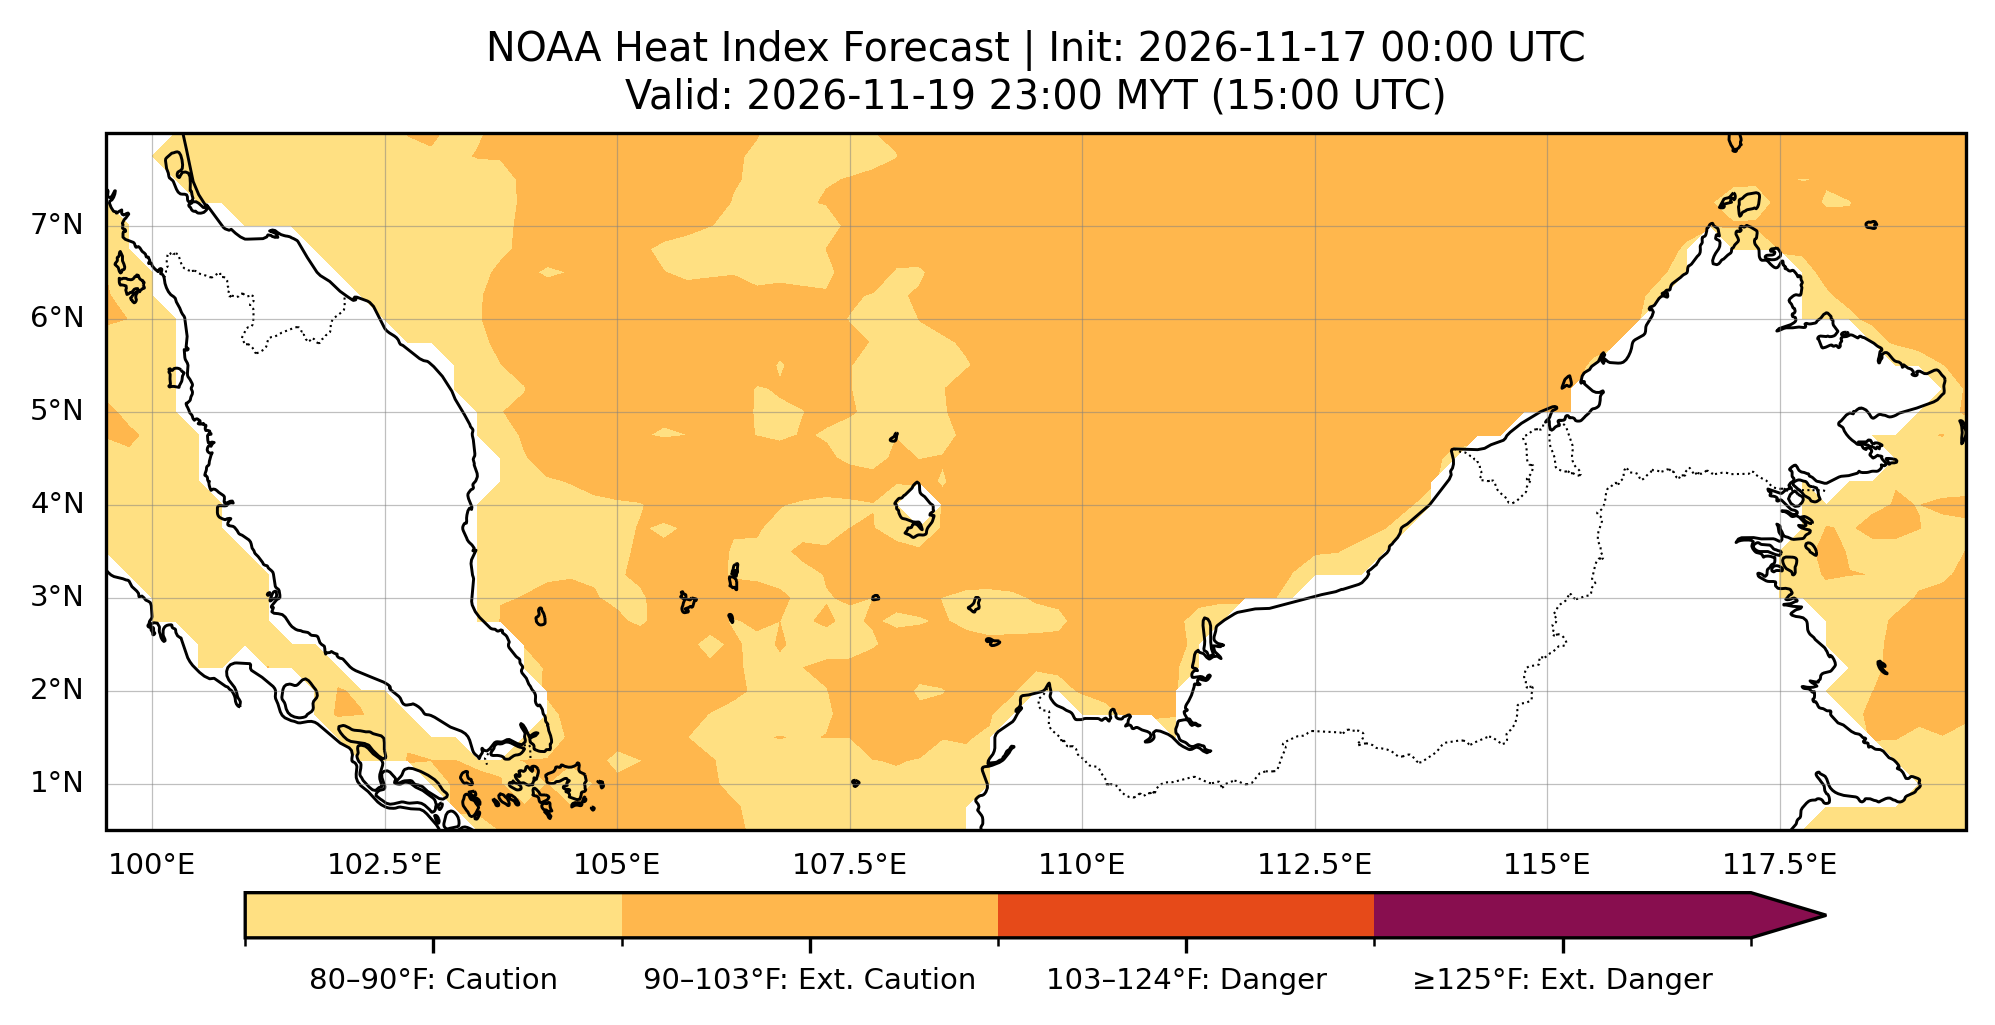 NOAA Heat Index Forecast | Init: 2026-11-17 00:00 UTC
Valid: 2026-11-19 23:00 MYT (15:00 UTC)
7°N
6°N
5°N
4°N
3°N
2°N
1°N
100°E
102.5°E
105°E
107.5°E
110°E
112.5°E
115°E
117.5°E
80–90°F: Caution
90–103°F: Ext. Caution
103–124°F: Danger
≥125°F: Ext. Danger